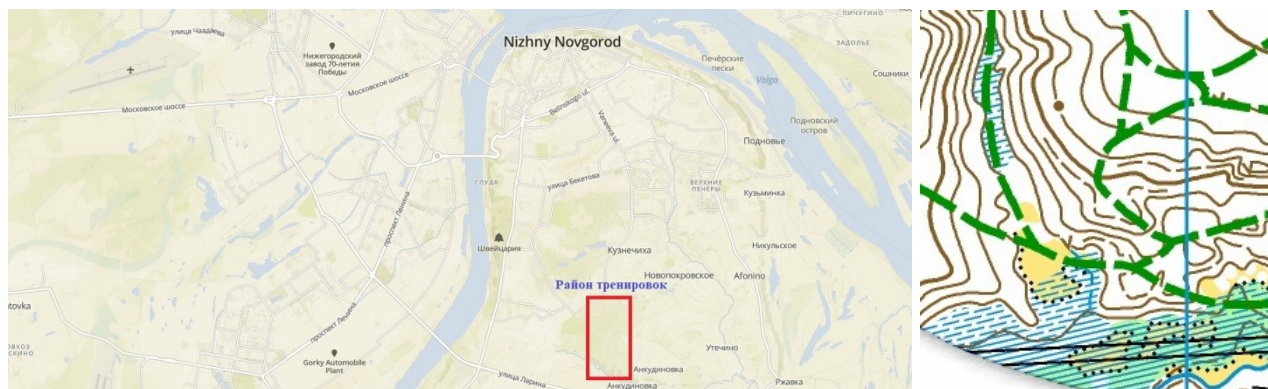 улица Чаадаева
Нижегородский
завод 70-летия
Победы
Московское шоссе
Московское шоссе
Nizhny Novgorod
Печёрские
пески
Volga
ПИЧУГИНО
ЗАДОЛЬЕ
Сошники
Подновский
остров
Belinskogo ul.
Vaneeva ul.
Подновье
СЛУДА
улица Бекетова
ВЕРХНИЕ
ПЕЧЁРЫ
Кузьминка
проспект Ленина
Швейцария
Кузнечиха
Никульское
Новопокровское
Afonino
Район тренировок
проспект Ленина
Gorky Automobile
Plant
улица Ларина
Анкудиновка
Анкудиновка
Утечино
Ржавка